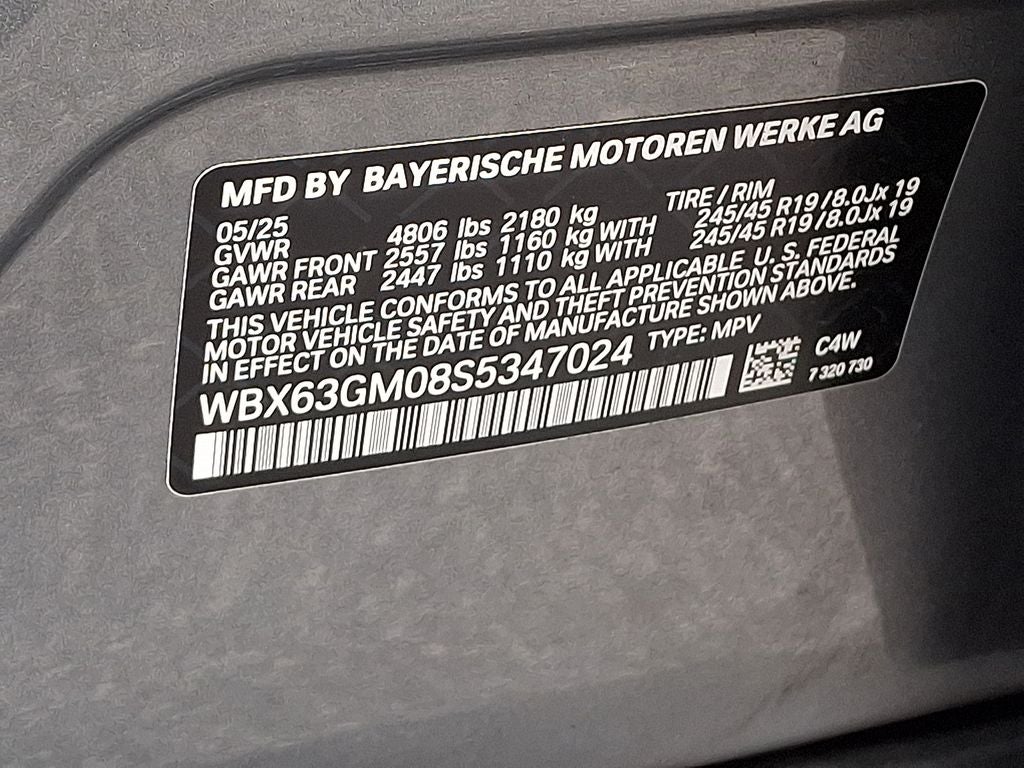 MFD BY BAYERISCHE MOTOREN WERKE AG
05/25 TIRE / RIM
GVWR 4806 lbs 2180 kg
GAWR FRONT 2557 lbs 1160 kg WITH 245/45 R19 / 8.0Jx 19
GAWR REAR 2447 lbs 1110 kg WITH 245/45 R19 / 8.0Jx 19
THIS VEHICLE CONFORMS TO ALL APPLICABLE U. S. FEDERAL
MOTOR VEHICLE SAFETY AND THEFT PREVENTION STANDARDS
IN EFFECT ON THE DATE OF MANUFACTURE SHOWN ABOVE.
WBX63GM08S5347024 TYPE: MPV
C4W
7 320 730